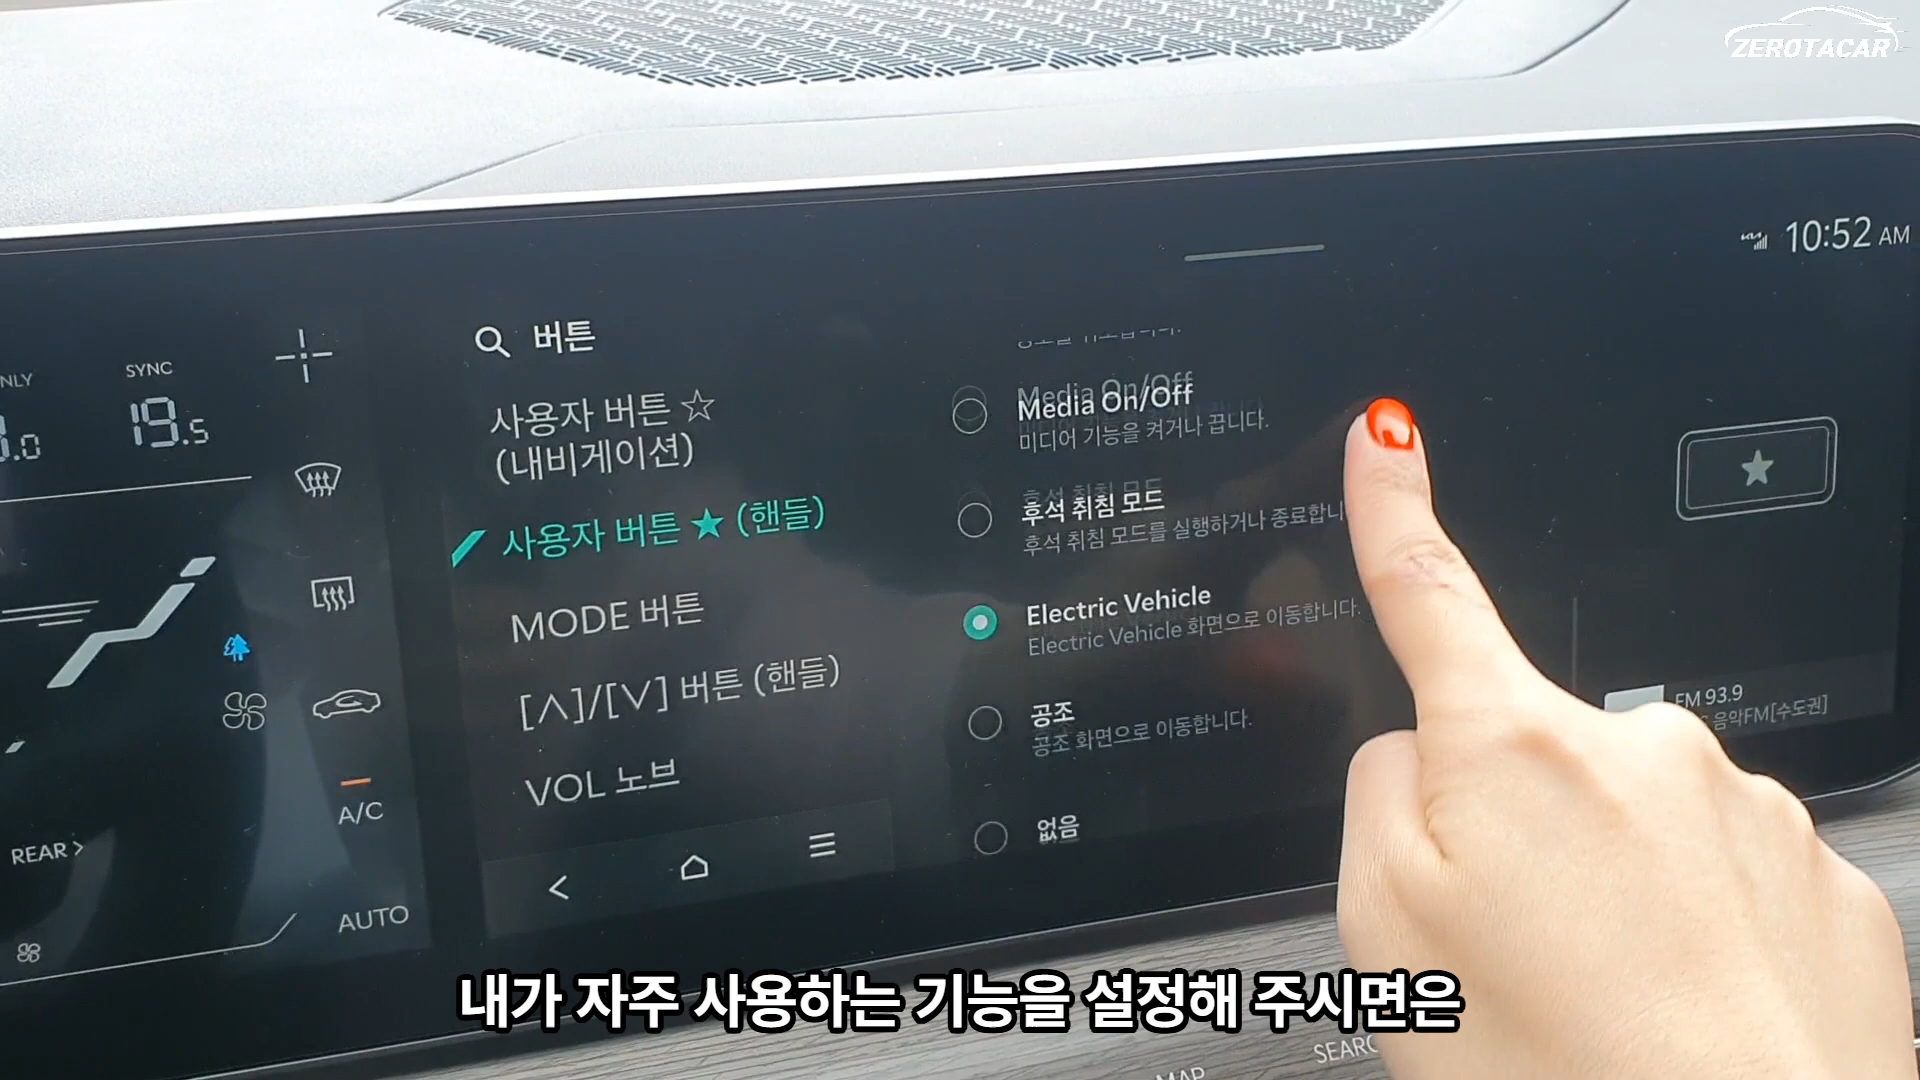 ZEROTACAR
10:52 AM
SYNC
19.5
버튼
사용자 버튼 ☆
(내비게이션)
사용자 버튼 ★ (핸들)
MODE 버튼
[∧]/[∨] 버튼 (핸들)
VOL 노브
Media On/Off
미디어 기능을 켜거나 끕니다.
후석 취침 모드
후석 취침 모드를 실행하거나 종료합니
Electric Vehicle
Electric Vehicle 화면으로 이동합니다.
공조
공조 화면으로 이동합니다.
없음
FM 93.9
음악FM[수도권]
A/C
REAR >
AUTO
내가 자주 사용하는 기능을 설정해 주시면은
MAP